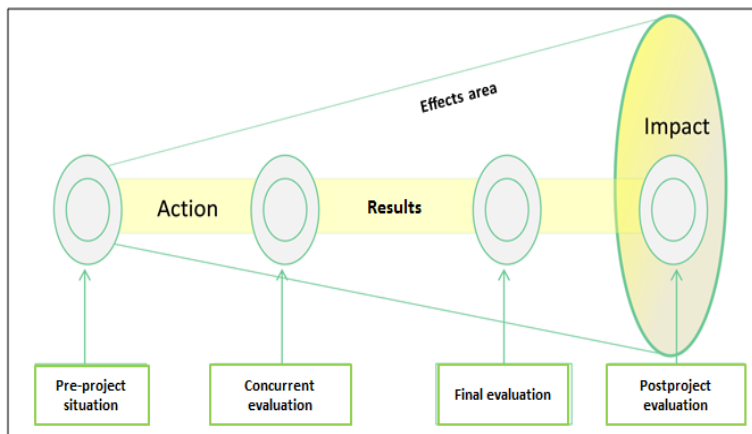 Effects area
Impact
Action
Results
Pre-project
situation
Concurrent
evaluation
Final evaluation
Postproject
evaluation